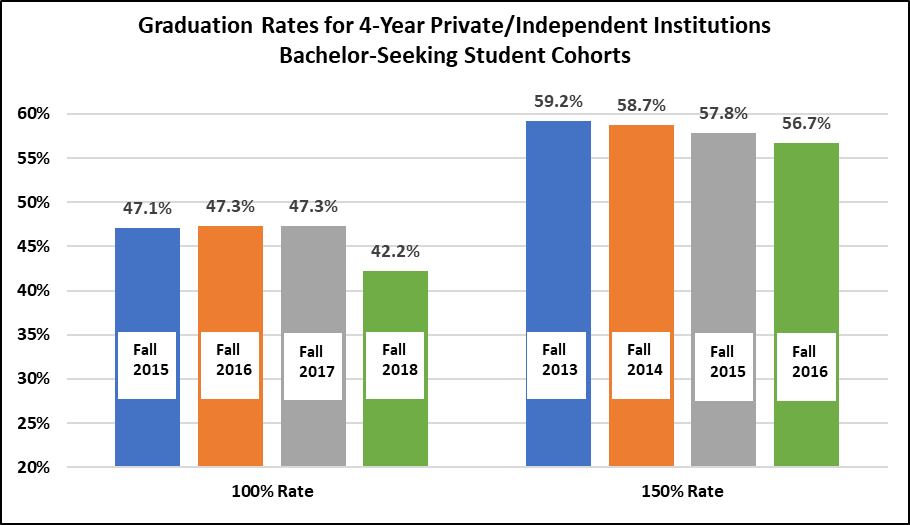 Graduation Rates for 4-Year Private/Independent Institutions
Bachelor-Seeking Student Cohorts
60%
55%
50%
45%
40%
35%
30%
25%
20%
47.1%
47.3%
47.3%
42.2%
59.2%
58.7%
57.8%
56.7%
Fall
2015
Fall
2016
Fall
2017
Fall
2018
Fall
2013
Fall
2014
Fall
2015
Fall
2016
100% Rate
150% Rate